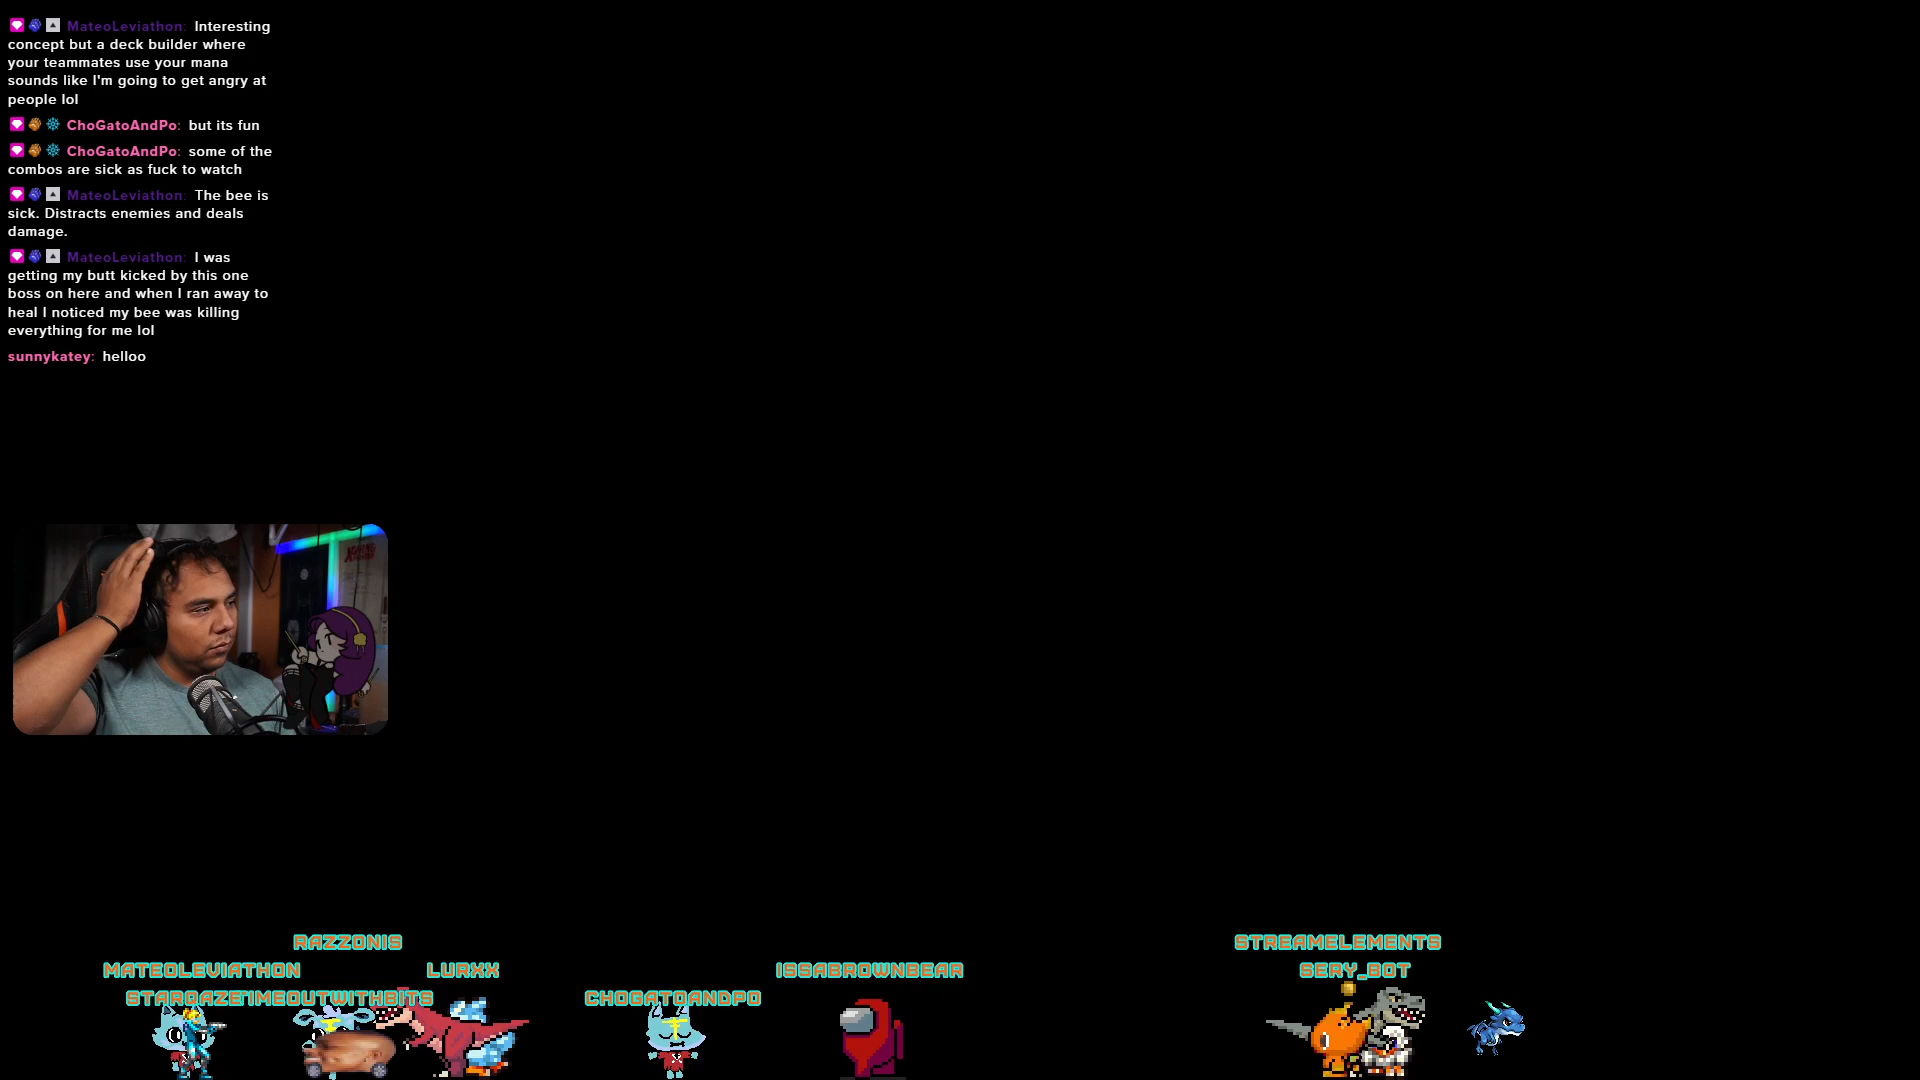 MateoLeviathon: Interesting
concept but a deck builder where
your teammates use your mana
sounds like I'm going to get angry at
people lol
ChoGatoAndPo: but its fun
ChoGatoAndPo: some of the
combos are sick as fuck to watch
MateoLeviathon: The bee is
sick. Distracts enemies and deals
damage.
MateoLeviathon: I was
getting my butt kicked by this one
boss on here and when I ran away to
heal I noticed my bee was killing
everything for me lol
sunnykatey: helloo
RAZZONIS
STREAMELEMENTS
MATEOLEVIATHON
LURXX
ISSABROWNBEAR
SERY_BOT
TIMEOUTWITHBITS
CHOGATOANDPO